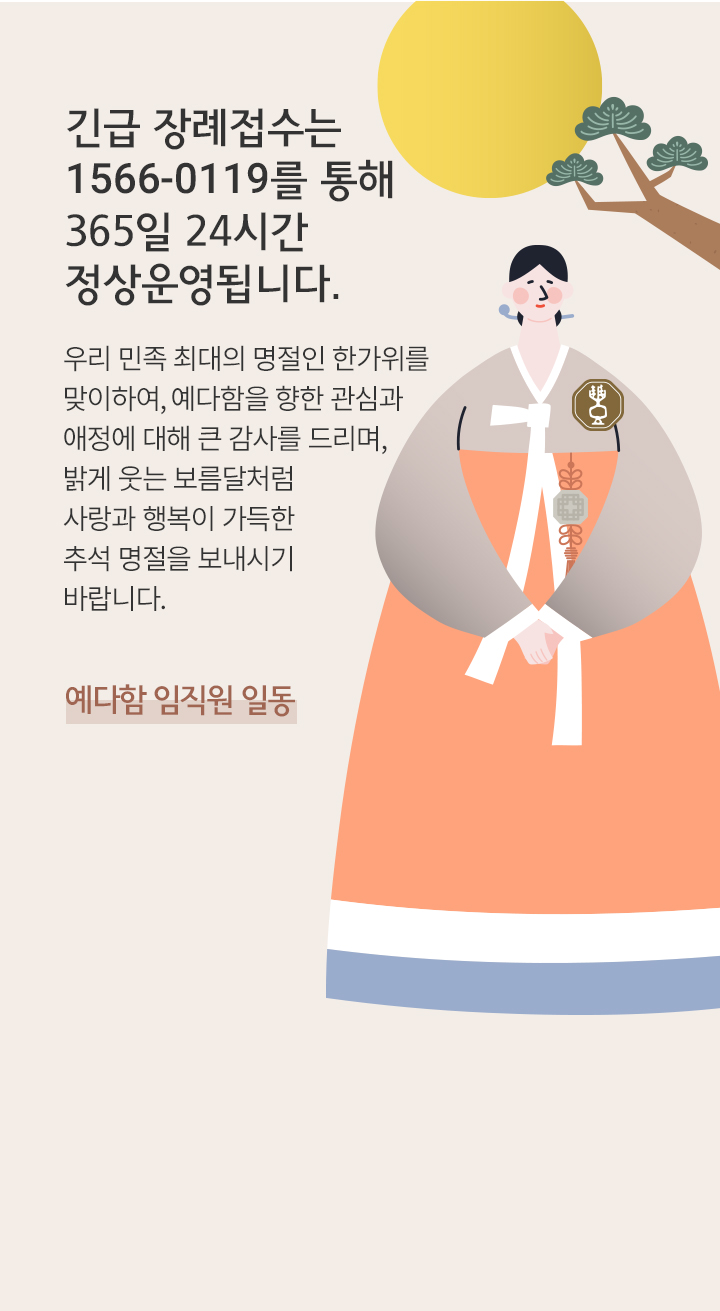 긴급 장례접수는
1566-0119를 통해
365일 24시간
정상운영됩니다.
우리 민족 최대의 명절인 한가위를
맞이하여, 예다함을 향한 관심과
애정에 대해 큰 감사를 드리며,
밝게 웃는 보름달처럼
사랑과 행복이 가득한
추석 명절을 보내시기
바랍니다.
예다함 임직원 일동